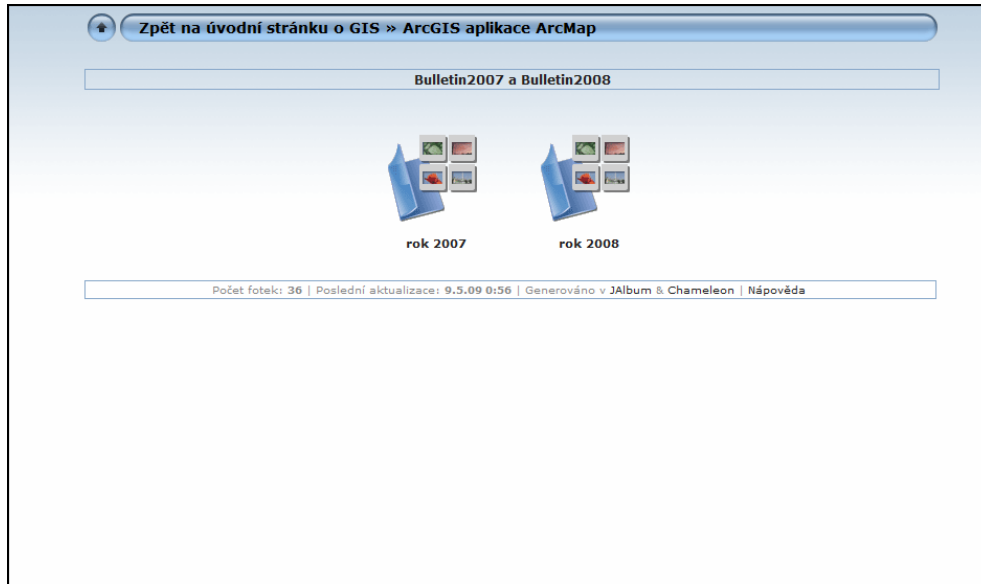 Zpět na úvodní stránku o GIS » ArcGIS aplikace ArcMap
Bulletin2007 a Bulletin2008
rok 2007
rok 2008
Počet fotek: 36 | Poslední aktualizace: 9.5.09 0:56 | Generováno v JAlbum & Chameleon | Nápověda